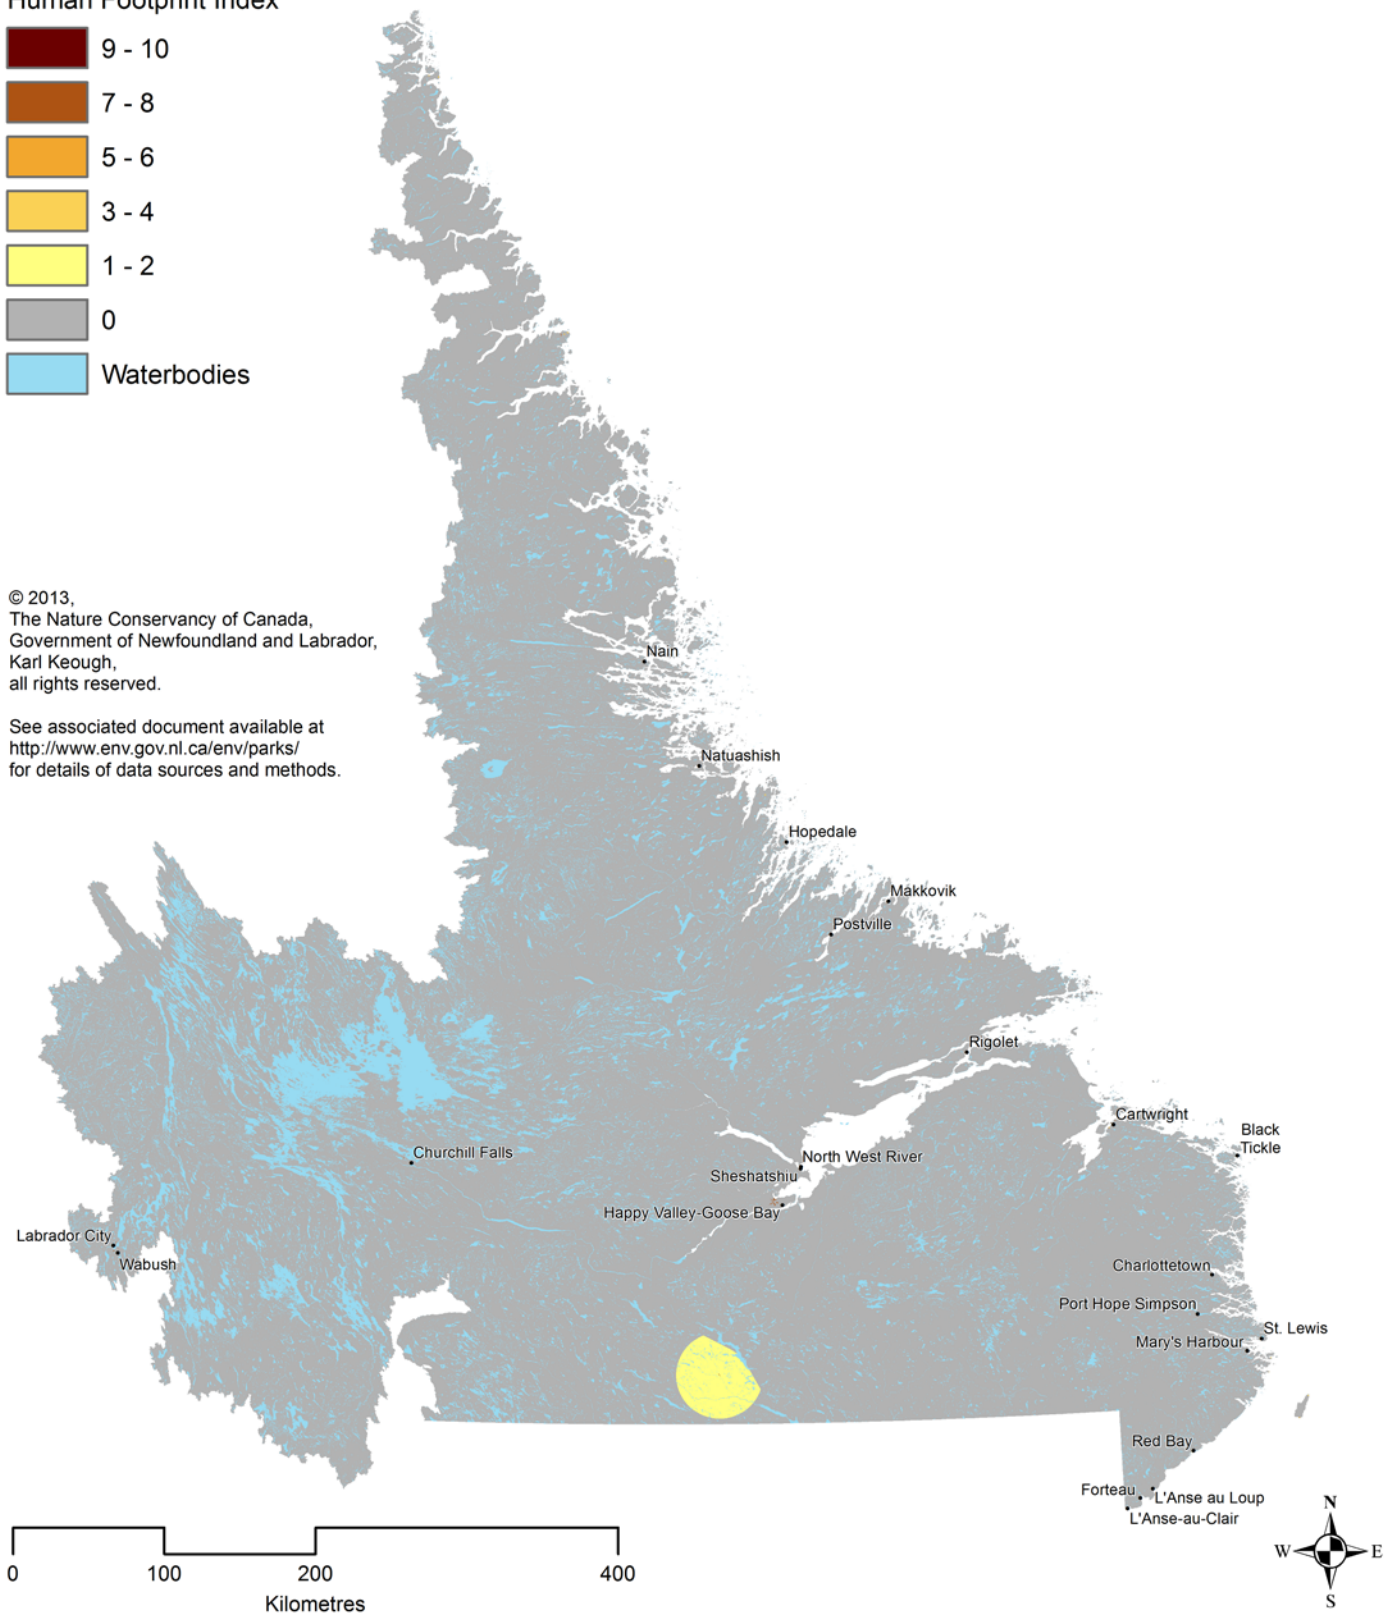 Human Footprint Index
9 - 10
7 - 8
5 - 6
3 - 4
1 - 2
0
Waterbodies
© 2013,
The Nature Conservancy of Canada,
Government of Newfoundland and Labrador,
Karl Keough,
all rights reserved.
See associated document available at
http://www.env.gov.nl.ca/env/parks/
for details of data sources and methods.
Nain
Natuashish
Hopedale
Makkovik
Postville
Rigolet
Cartwright
Black
Tickle
Churchill Falls
North West River
Sheshatshiu
Happy Valley-Goose Bay
Labrador City
Wabush
Charlottetown
Port Hope Simpson
St. Lewis
Mary's Harbour
Red Bay
Forteau
L'Anse au Loup
L'Anse-au-Clair
N
W E
S
0 100 200 400
Kilometres